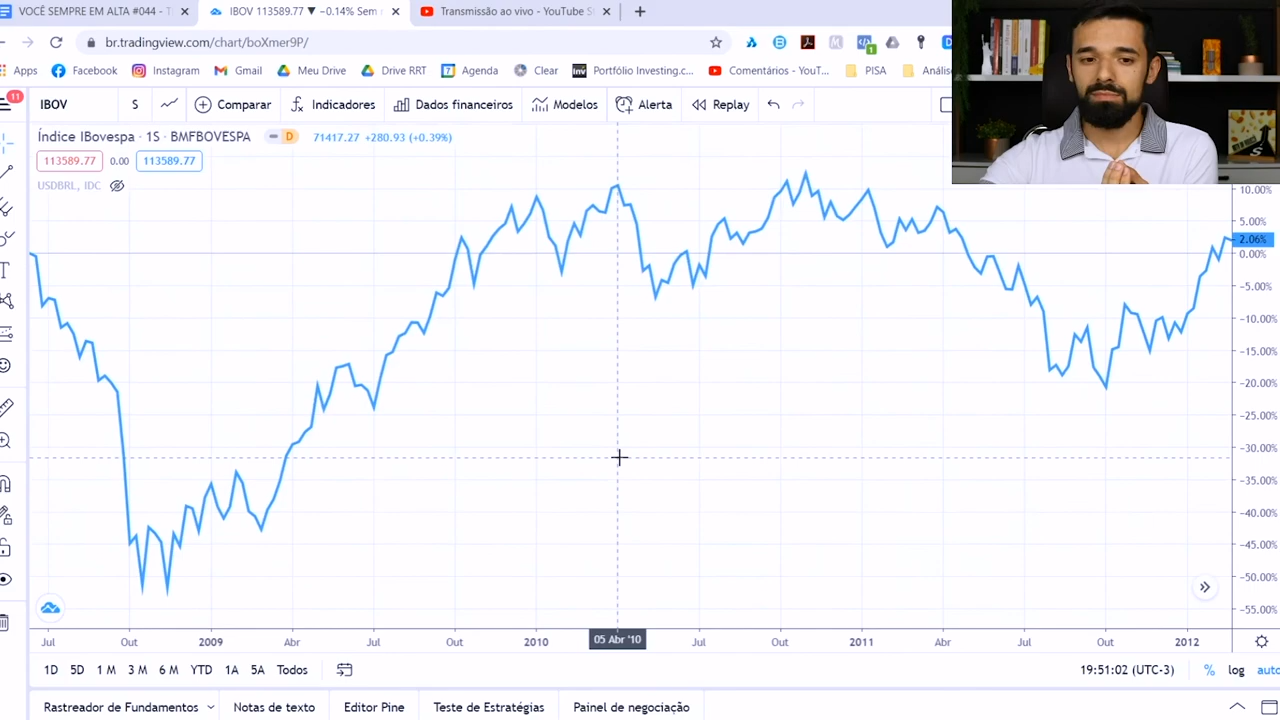 VOCÊ SEMPRE EM ALTA #044 - T
IBOV 113589.77 ▼ −0.14% Sem n
Transmissão ao vivo - YouTube S
br.tradingview.com/chart/boXmer9P/
Apps Facebook Instagram Gmail Meu Drive Drive RRT Agenda Clear Portfólio Investing.c... Comentários - YouT... PISA Análise
11
IBOV S Comparar Indicadores Dados financeiros Modelos Alerta Replay
Índice IBovespa · 1S · BMFBOVESPA D 71417.27 +280.93 (+0.39%)
113589.77 0.00 113589.77
USDBRL, IDC
10.00%
5.00%
2.06%
0.00%
−5.00%
−10.00%
−15.00%
−20.00%
−25.00%
−30.00%
−35.00%
−40.00%
−45.00%
−50.00%
−55.00%
Jul Out 2009 Abr Jul Out 2010 05 Abr '10 Jul Out 2011 Abr Jul Out 2012
1D 5D 1 M 3 M 6 M YTD 1A 5A Todos 19:51:02 (UTC-3) % log auto
Rastreador de Fundamentos Notas de texto Editor Pine Teste de Estratégias Painel de negociação